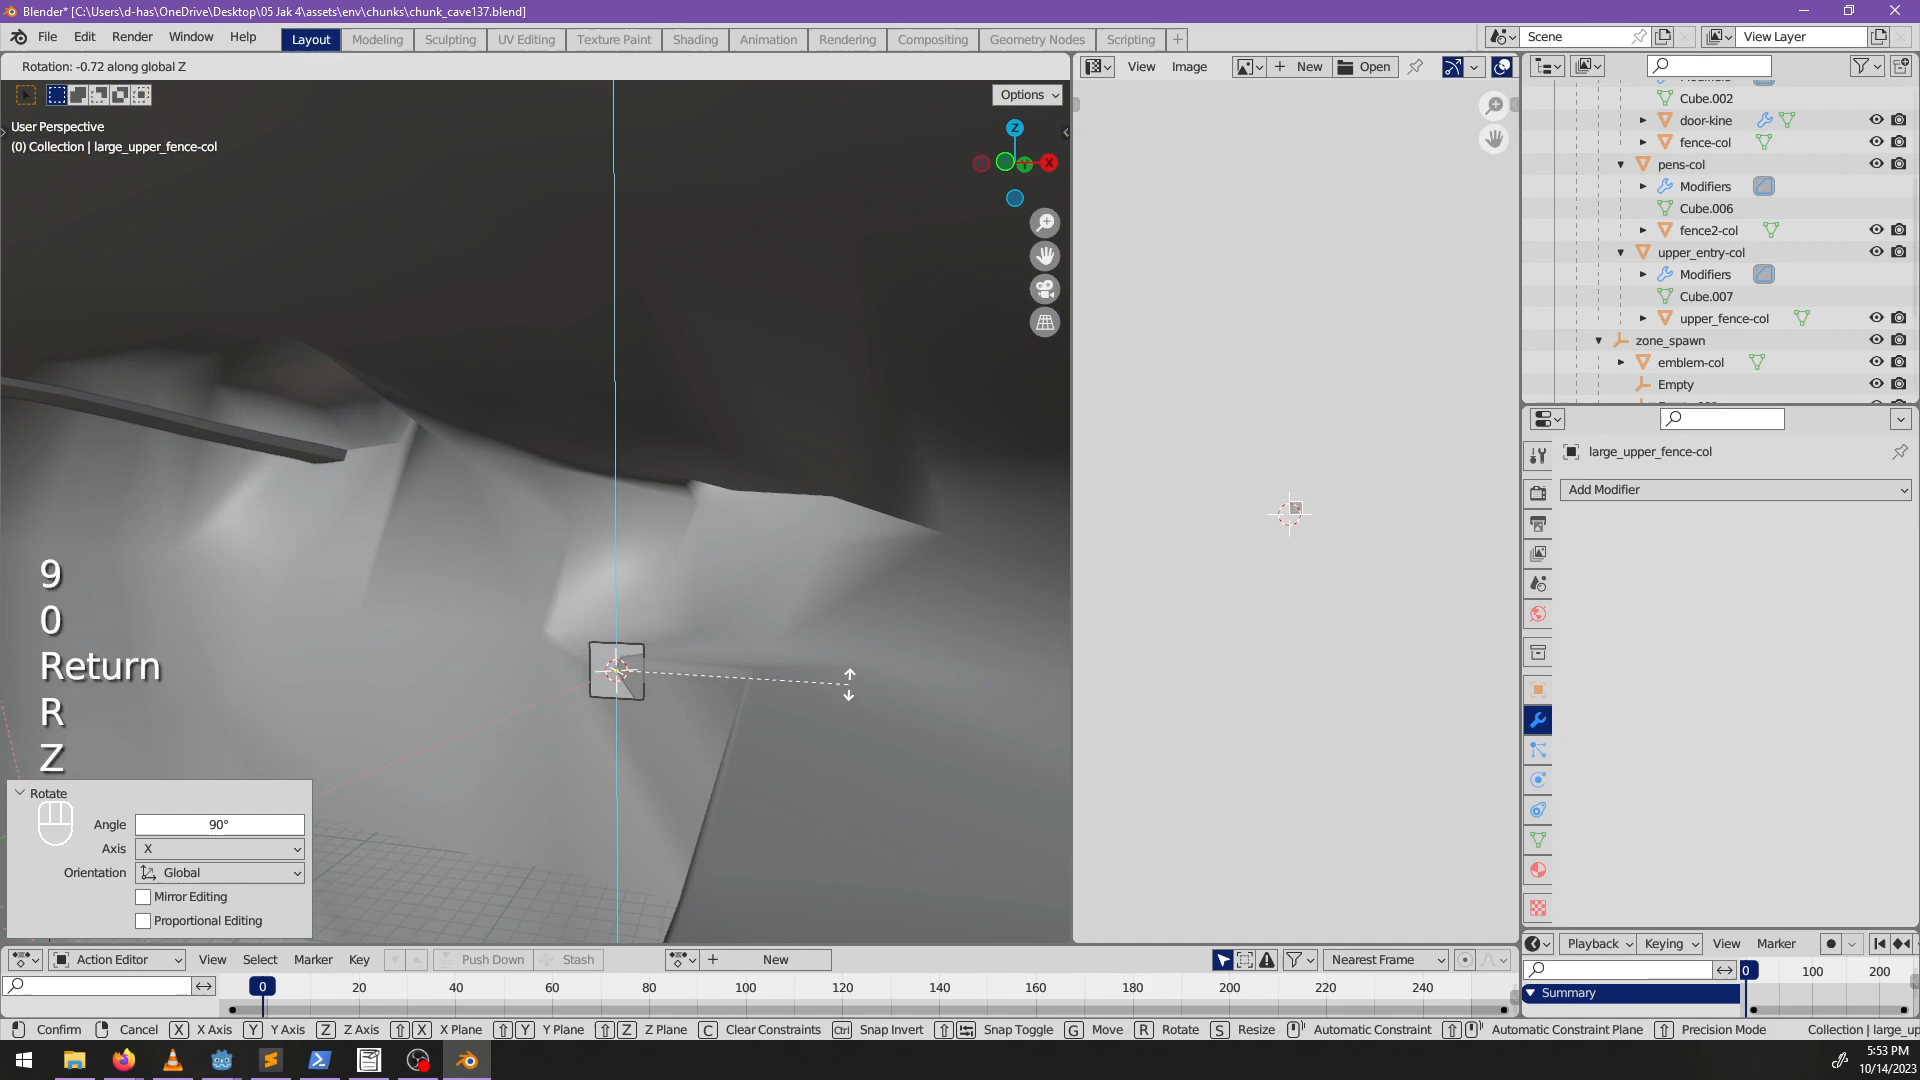 Blender* [C:\Users\d-has\OneDrive\Desktop\05 Jak 4\assets\env\chunks\chunk_cave137.blend]
File Edit Render Window Help Layout Modeling Sculpting UV Editing Texture Paint Shading Animation Rendering Compositing Geometry Nodes Scripting + Scene View Layer
Rotation: -0.72 along global Z
View Image + New Open
Options
User Perspective
(0) Collection | large_upper_fence-col
Z
X
Y
Cube.002
door-kine
fence-col
pens-col
Modifiers
Cube.006
fence2-col
upper_entry-col
Modifiers
Cube.007
upper_fence-col
zone_spawn
emblem-col
Empty
large_upper_fence-col
Add Modifier
9
0
Return
R
Z
Rotate
Angle 90°
Axis X
Orientation Global
Mirror Editing
Proportional Editing
Action Editor View Select Marker Key Push Down Stash + New Nearest Frame
0 20 40 60 80 100 120 140 160 180 200 220 240
Playback Keying View Marker
0 100 200
Summary
Confirm Cancel X X Axis Y Y Axis Z Z Axis X X Plane Y Y Plane Z Z Plane C Clear Constraints Ctrl Snap Invert Snap Toggle G Move R Rotate S Resize Automatic Constraint Automatic Constraint Plane Precision Mode Collection | large_up
5:53 PM
10/14/2023